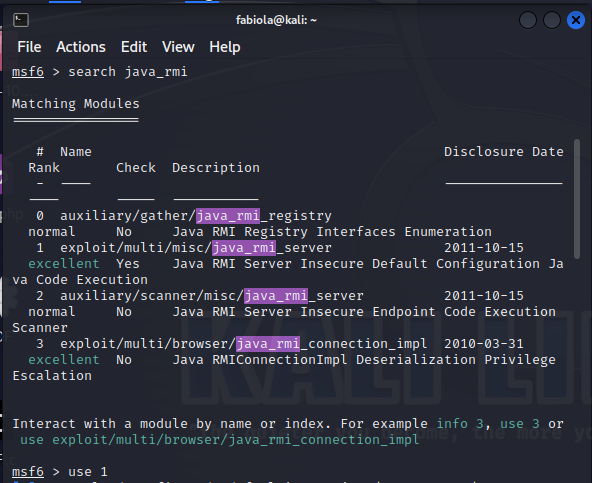 fabiola@kali: ~
File Actions Edit View Help
msf6 > search java_rmi
Matching Modules
================
# Name Disclosure Date
Rank Check Description
- ---- ---------------
---- ----- -----------
0 auxiliary/gather/java_rmi_registry
normal No Java RMI Registry Interfaces Enumeration
1 exploit/multi/misc/java_rmi_server 2011-10-15
excellent Yes Java RMI Server Insecure Default Configuration Ja
va Code Execution
2 auxiliary/scanner/misc/java_rmi_server 2011-10-15
normal No Java RMI Server Insecure Endpoint Code Execution
Scanner
3 exploit/multi/browser/java_rmi_connection_impl 2010-03-31
excellent No Java RMIConnectionImpl Deserialization Privilege
Escalation
Interact with a module by name or index. For example info 3, use 3 or
use exploit/multi/browser/java_rmi_connection_impl
msf6 > use 1